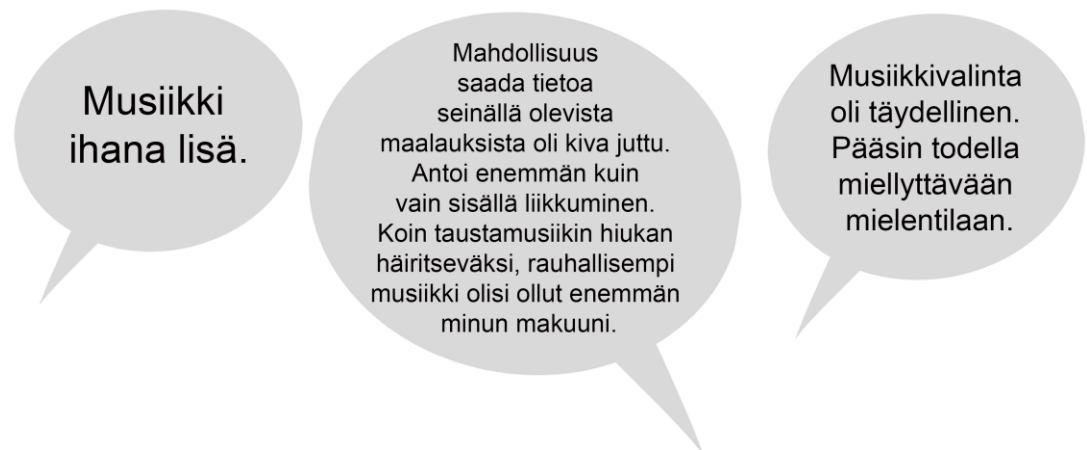 Musiikki
ihana lisä.
Mahdollisuus
saada tietoa
seinällä olevista
maalauksista oli kiva juttu.
Antoi enemmän kuin
vain sisällä liikkuminen.
Koin taustamusiikin hiukan
häiritseväksi, rauhallisempi
musiikki olisi ollut enemmän
minun makuuni.
Musiikkivalinta
oli täydellinen.
Pääsin todella
miellyttävään
mielentilaan.